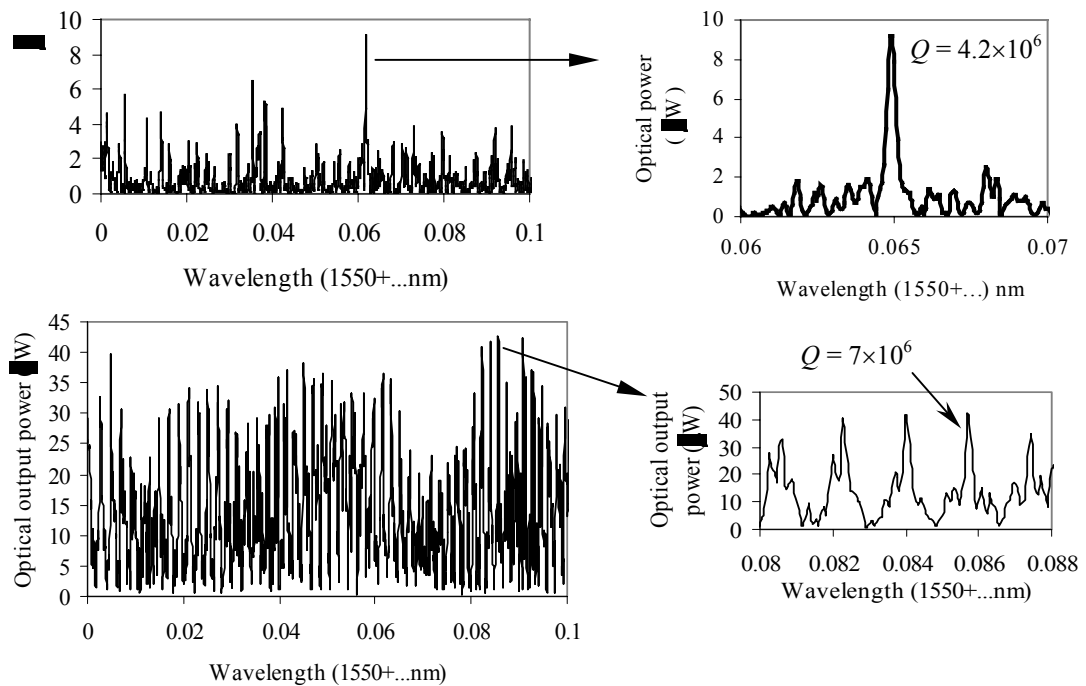 10
8
6
4
2
0
0 0.02 0.04 0.06 0.08 0.1
Wavelength (1550+...nm)
Optical power
(█W)
10
8
6
4
2
0
Q = 4.2×10⁶
0.06 0.065 0.07
Wavelength (1550+…) nm
Optical output power (█W)
45
40
35
30
25
20
15
10
5
0
0 0.02 0.04 0.06 0.08 0.1
Wavelength (1550+...nm)
Q = 7×10⁶
Optical output
power (█W)
50
40
30
20
10
0
0.08 0.082 0.084 0.086 0.088
Wavelength (1550+...nm)